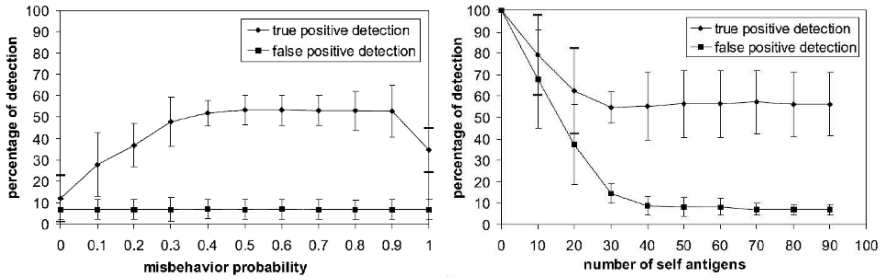 percentage of detection
100
90
80
70
60
50
40
30
20
10
0
true positive detection
false positive detection
0 0.1 0.2 0.3 0.4 0.5 0.6 0.7 0.8 0.9 1
misbehavior probability
percentage of detection
100
90
80
70
60
50
40
30
20
10
0
true positive detection
false positive detection
0 10 20 30 40 50 60 70 80 90 100
number of self antigens